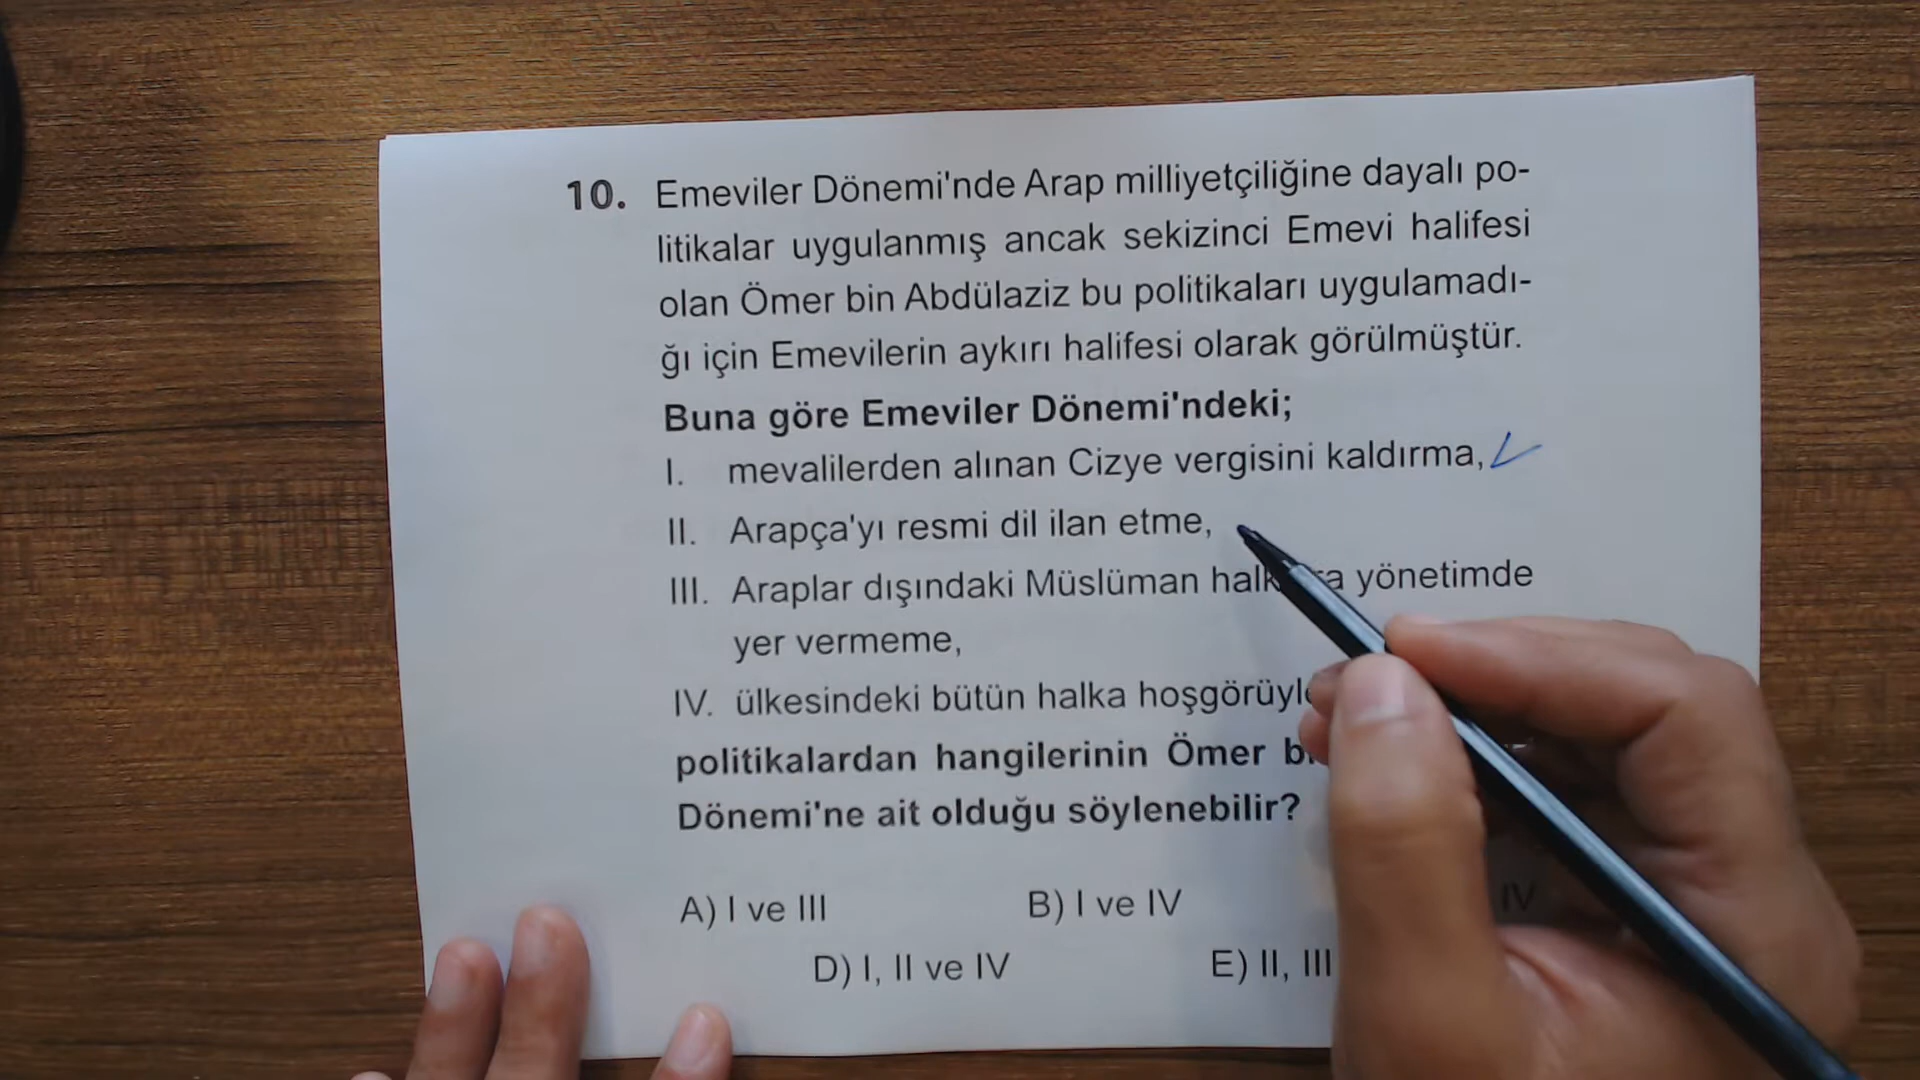 10. Emeviler Dönemi'nde Arap milliyetçiliğine dayalı po-
litikalar uygulanmış ancak sekizinci Emevi halifesi
olan Ömer bin Abdülaziz bu politikaları uygulamadı-
ğı için Emevilerin aykırı halifesi olarak görülmüştür.
Buna göre Emeviler Dönemi'ndeki;
I. mevalilerden alınan Cizye vergisini kaldırma,
II. Arapça'yı resmi dil ilan etme,
III. Araplar dışındaki Müslüman yönetimde
yer vermeme,
IV. ülkesindeki bütün halka
politikalardan hangilerinin Ömer
Dönemi'ne ait olduğu söylenebilir?
A) I ve III B) I ve IV IV
D) I, II ve IV E) II, III